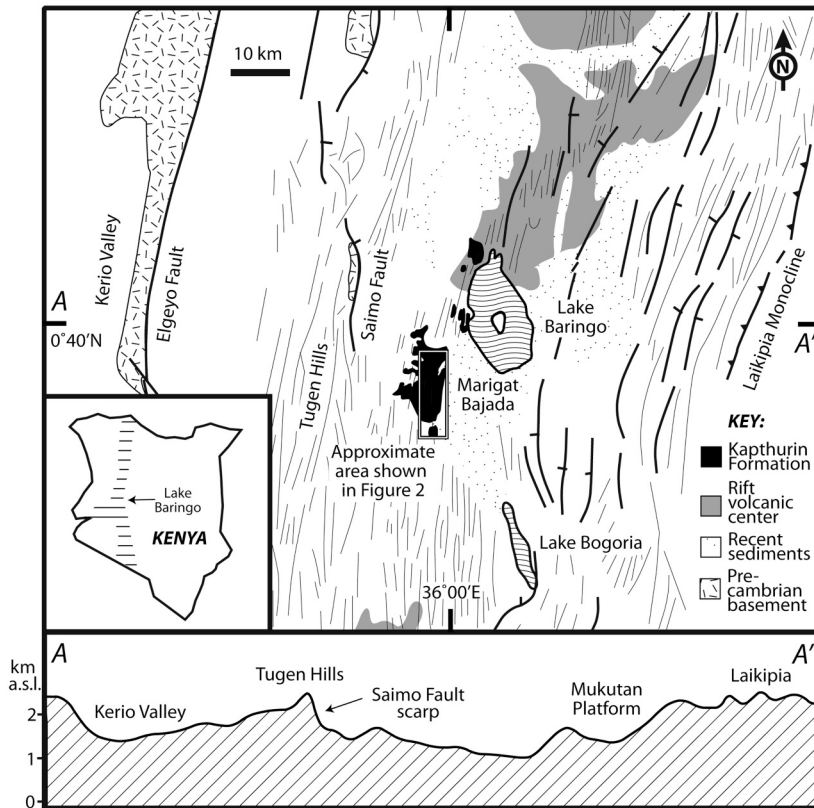 10 km
N
Kerio Valley
Elgeyo Fault
Saimo Fault
Tugen Hills
A
0°40'N
Lake
Baringo
A'
Laikipia Monocline
Marigat
Bajada
Approximate
area shown
in Figure 2
Lake
Baringo
KENYA
Lake Bogoria
36°00'E
KEY:
Kapthurin
Formation
Rift
volcanic
center
Recent
sediments
Pre-
cambrian
basement
A
A'
km
a.s.l.
2
1
0
Kerio Valley
Tugen Hills
Saimo Fault
scarp
Mukutan
Platform
Laikipia